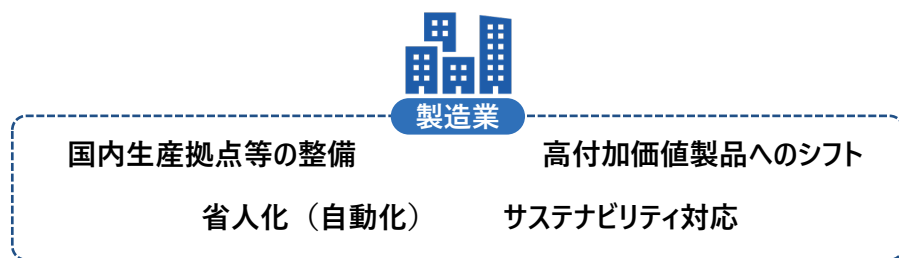 製造業
国内生産拠点等の整備 高付加価値製品へのシフト
省人化（自動化） サステナビリティ対応